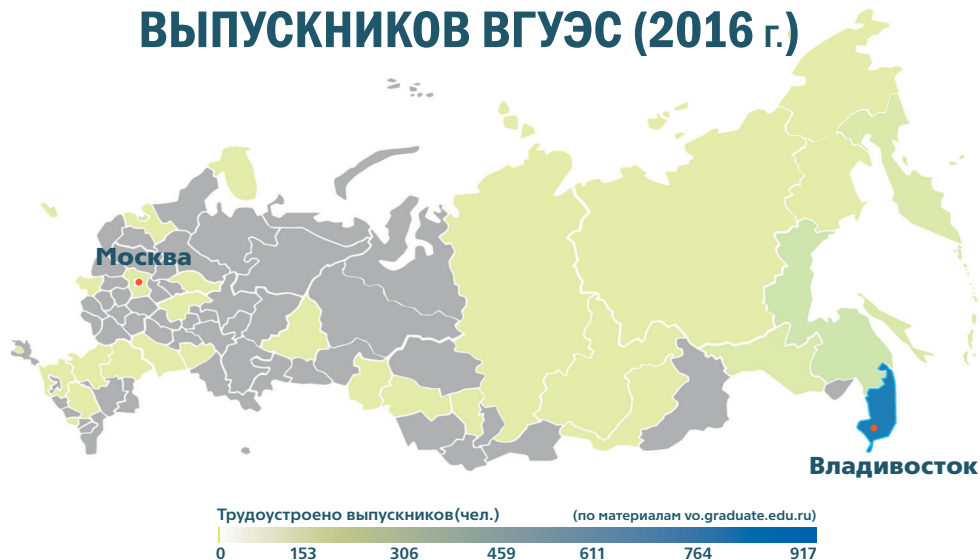 ВЫПУСКНИКОВ ВГУЭС (2016 г.)
Москва
Владивосток
Трудоустроено выпускников(чел.) (по материалам vo.graduate.edu.ru)
0 153 306 459 611 764 917